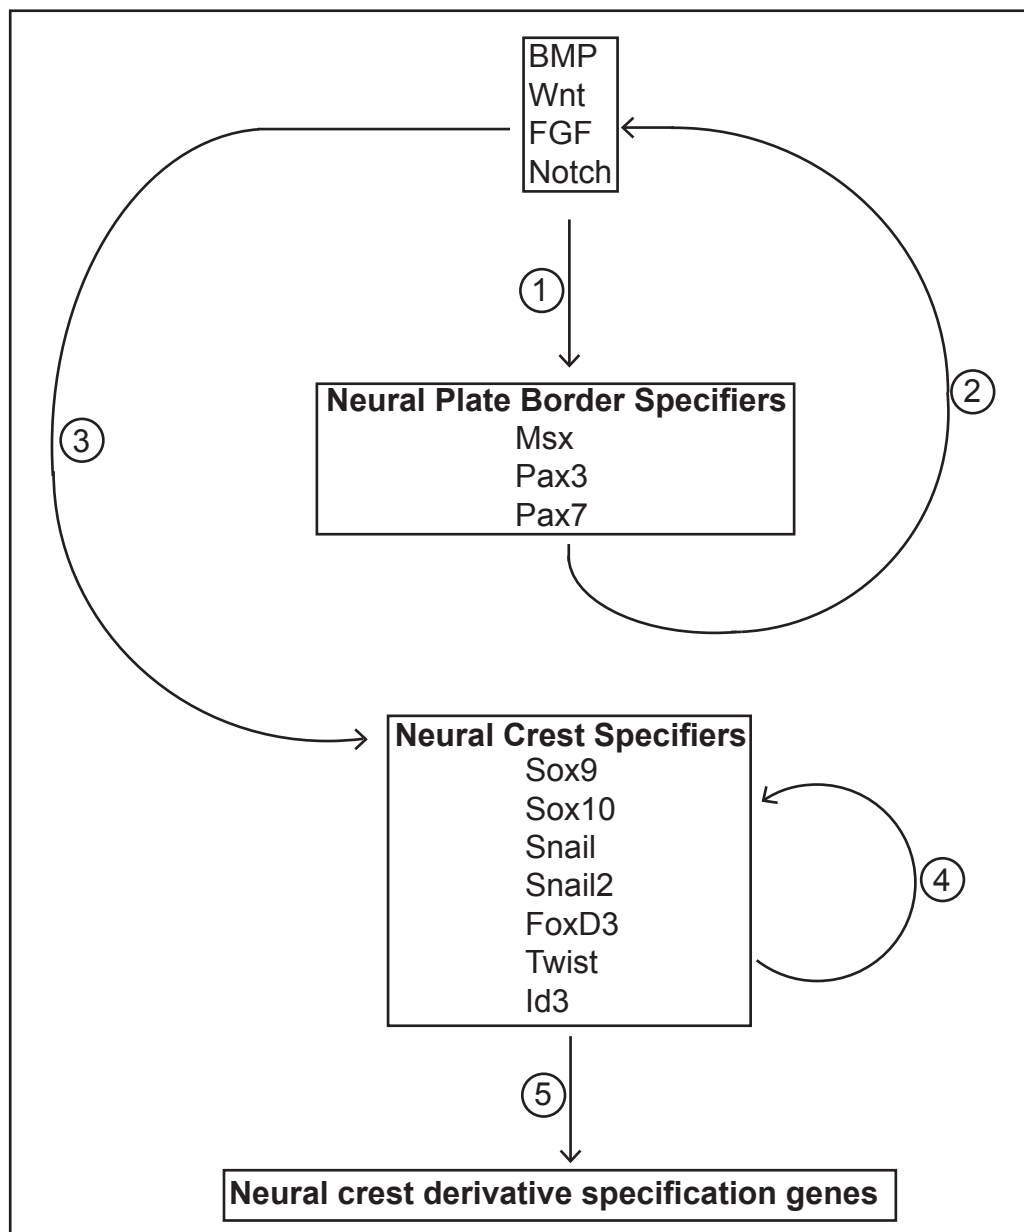 BMP
Wnt
FGF
Notch
1
Neural Plate Border Specifiers
Msx
Pax3
Pax7
2
3
Neural Crest Specifiers
Sox9
Sox10
Snail
Snail2
FoxD3
Twist
Id3
4
5
Neural crest derivative specification genes